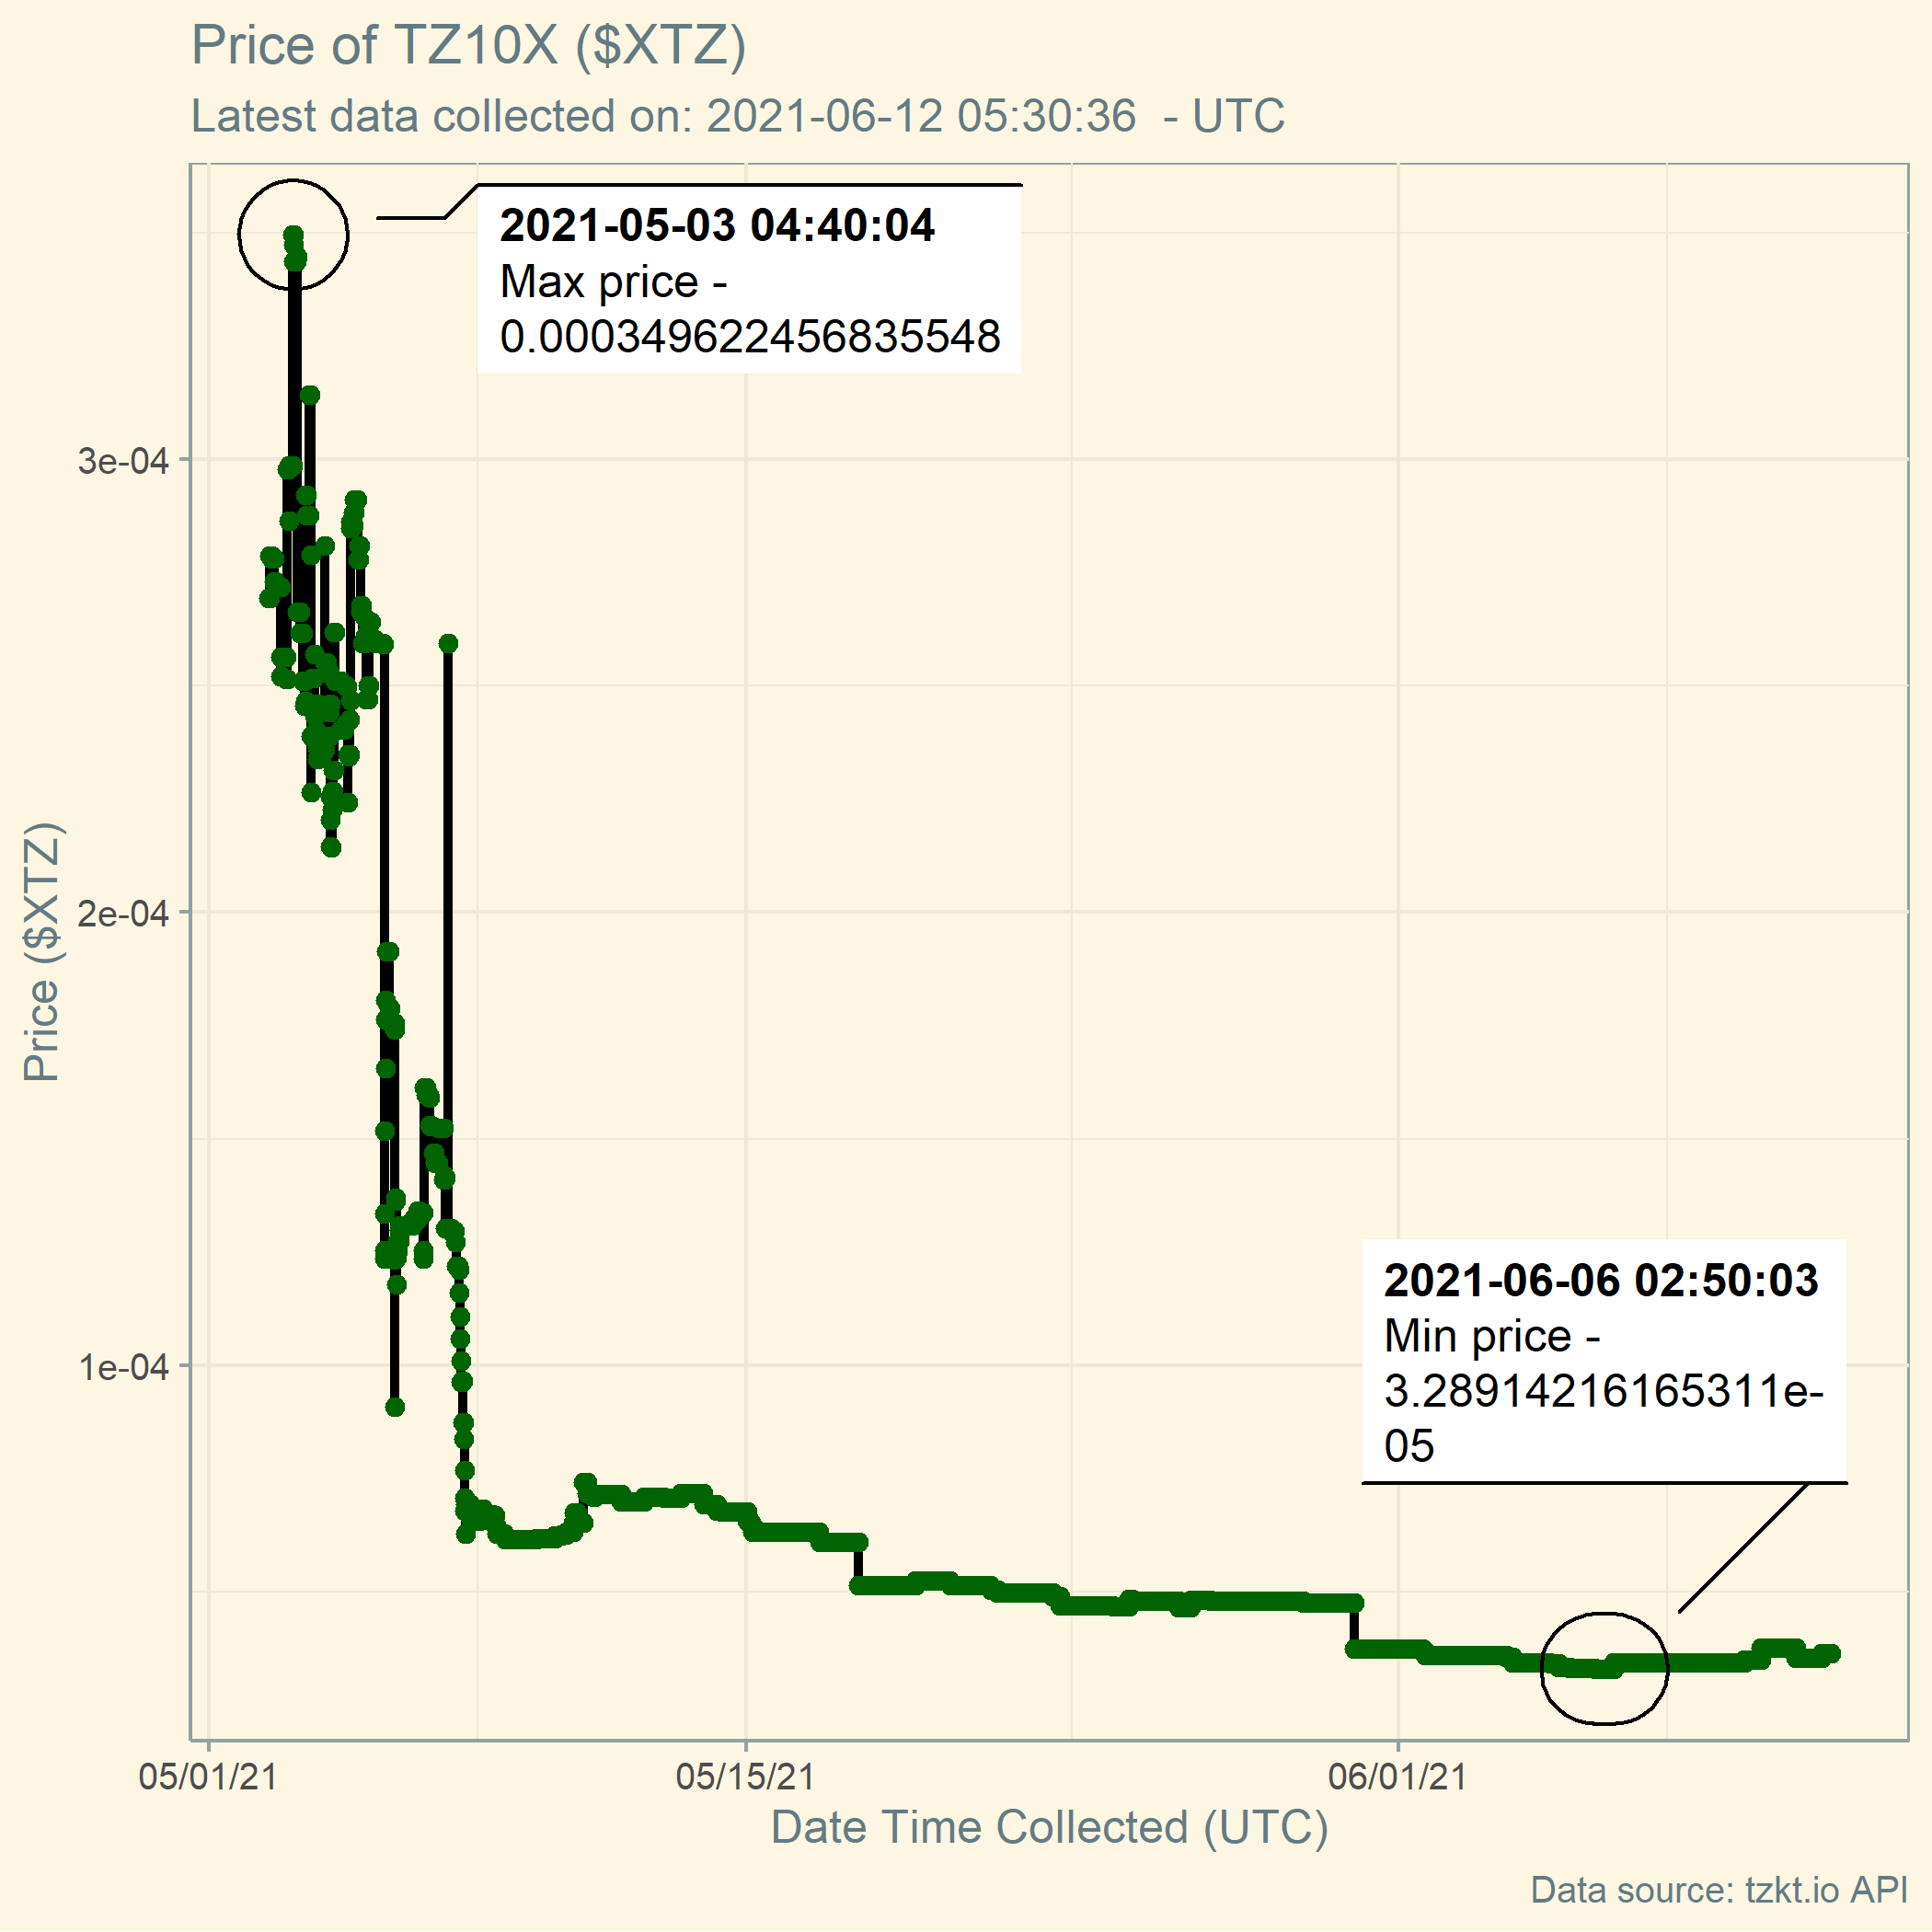 Price of TZ10X ($XTZ)
Latest data collected on: 2021-06-12 05:30:36  - UTC
2021-05-03 04:40:04
Max price -
0.000349622456835548
3e-04
2e-04
1e-04
Price ($XTZ)
2021-06-06 02:50:03
Min price -
3.28914216165311e-
05
05/01/21
05/15/21
06/01/21
Date Time Collected (UTC)
Data source: tzkt.io API